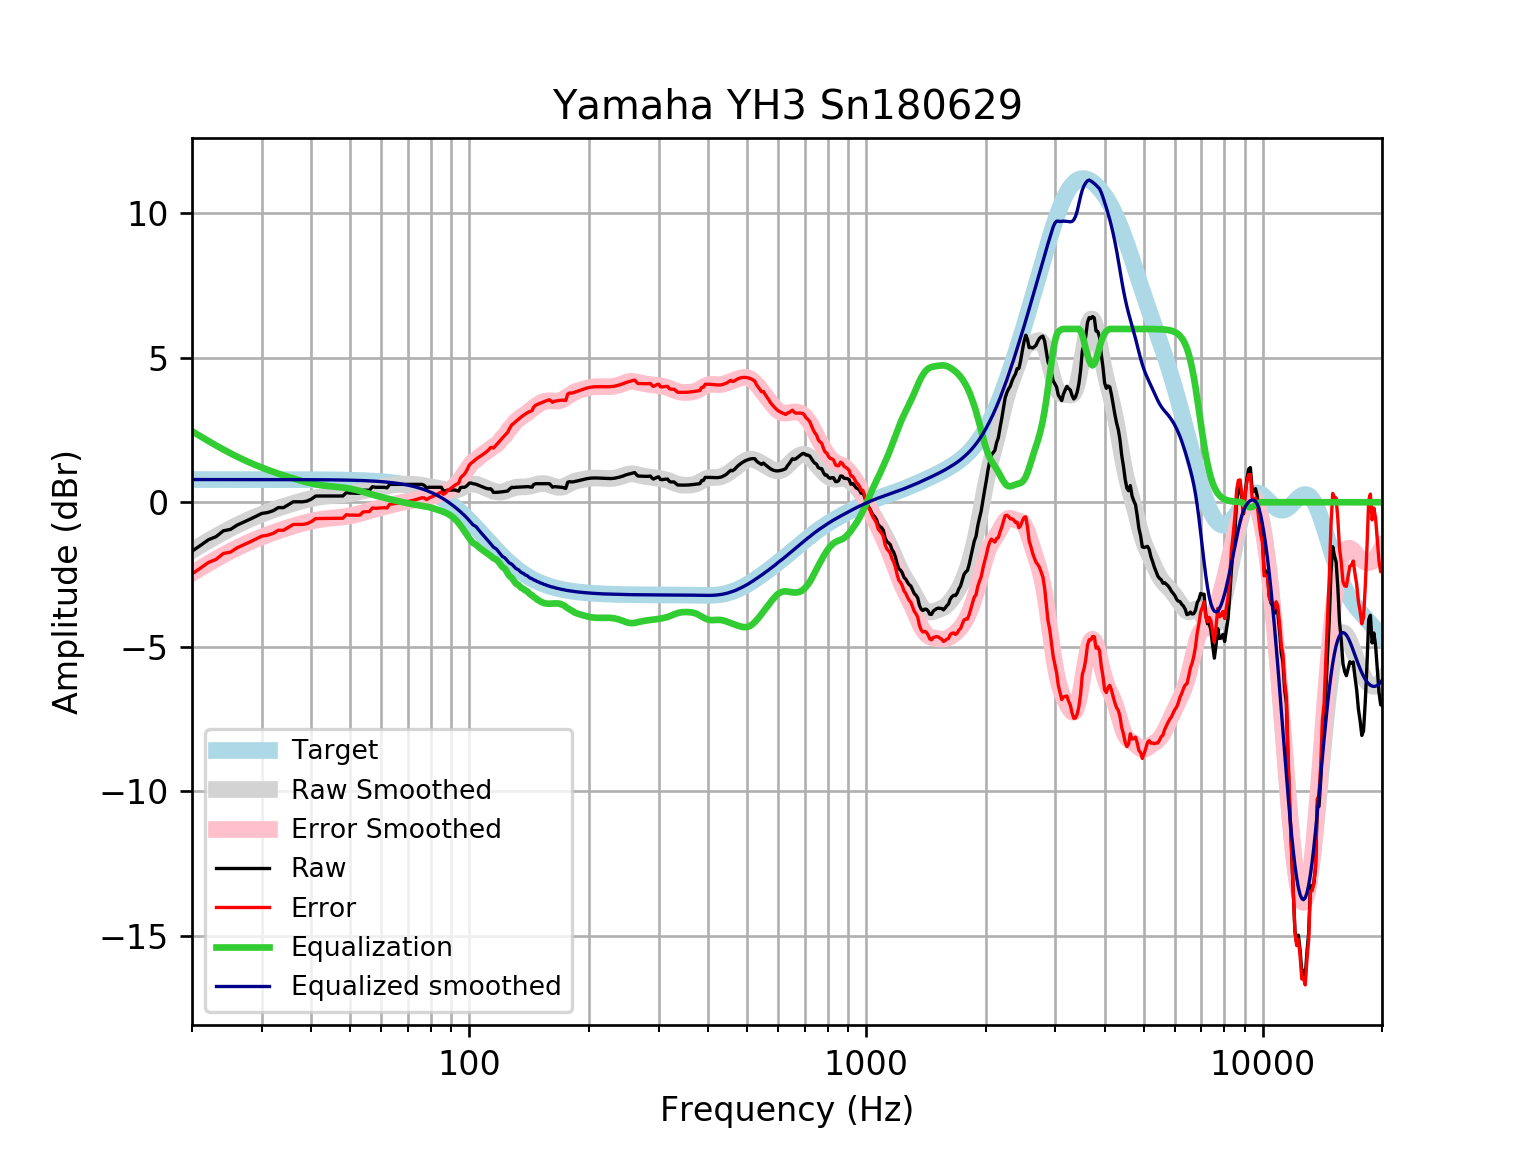 Yamaha YH3 Sn180629
Amplitude (dBr)
10
5
0
−5
−10
−15
Target
Raw Smoothed
Error Smoothed
Raw
Error
Equalization
Equalized smoothed
100 1000 10000
Frequency (Hz)